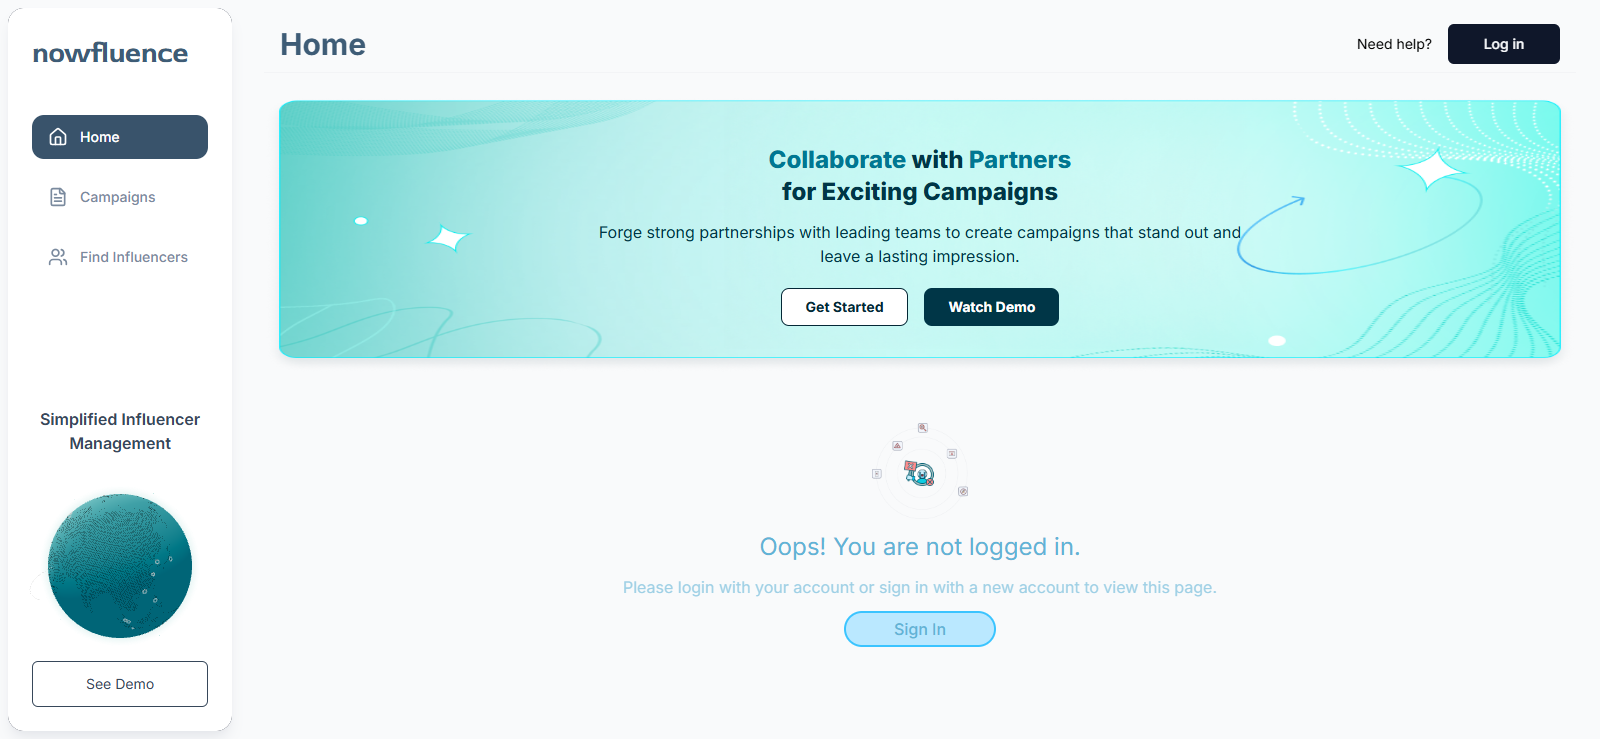 nowfluence
Home
Campaigns
Find Influencers
Simplified Influencer
Management
See Demo
Home
Need help?
Log in
Collaborate with Partners
for Exciting Campaigns
Forge strong partnerships with leading teams to create campaigns that stand out and
leave a lasting impression.
Get Started
Watch Demo
Oops! You are not logged in.
Please login with your account or sign in with a new account to view this page.
Sign In